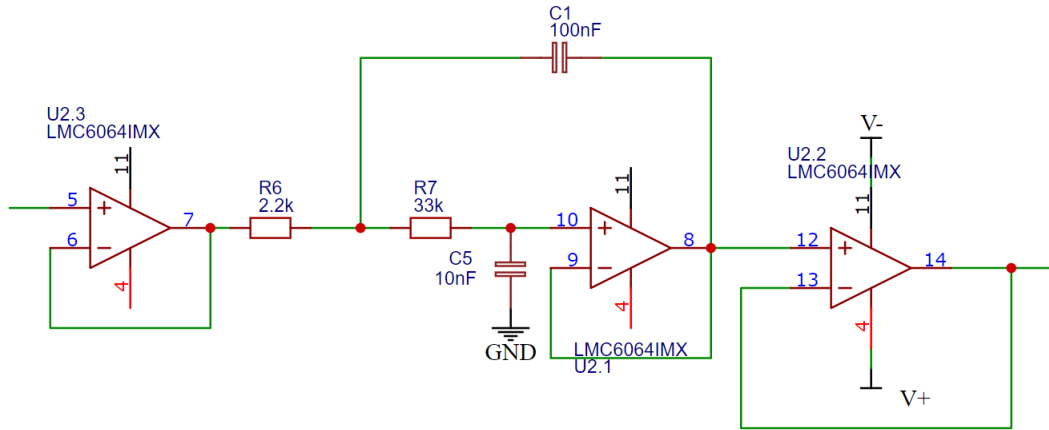 C1
100nF
U2.3
LMC6064IMX
11
5
6
7
4
R6
2.2k
R7
33k
C5
10nF
GND
11
10
9
8
4
LMC6064IMX
U2.1
V-
U2.2
LMC6064IMX
11
12
13
14
4
V+